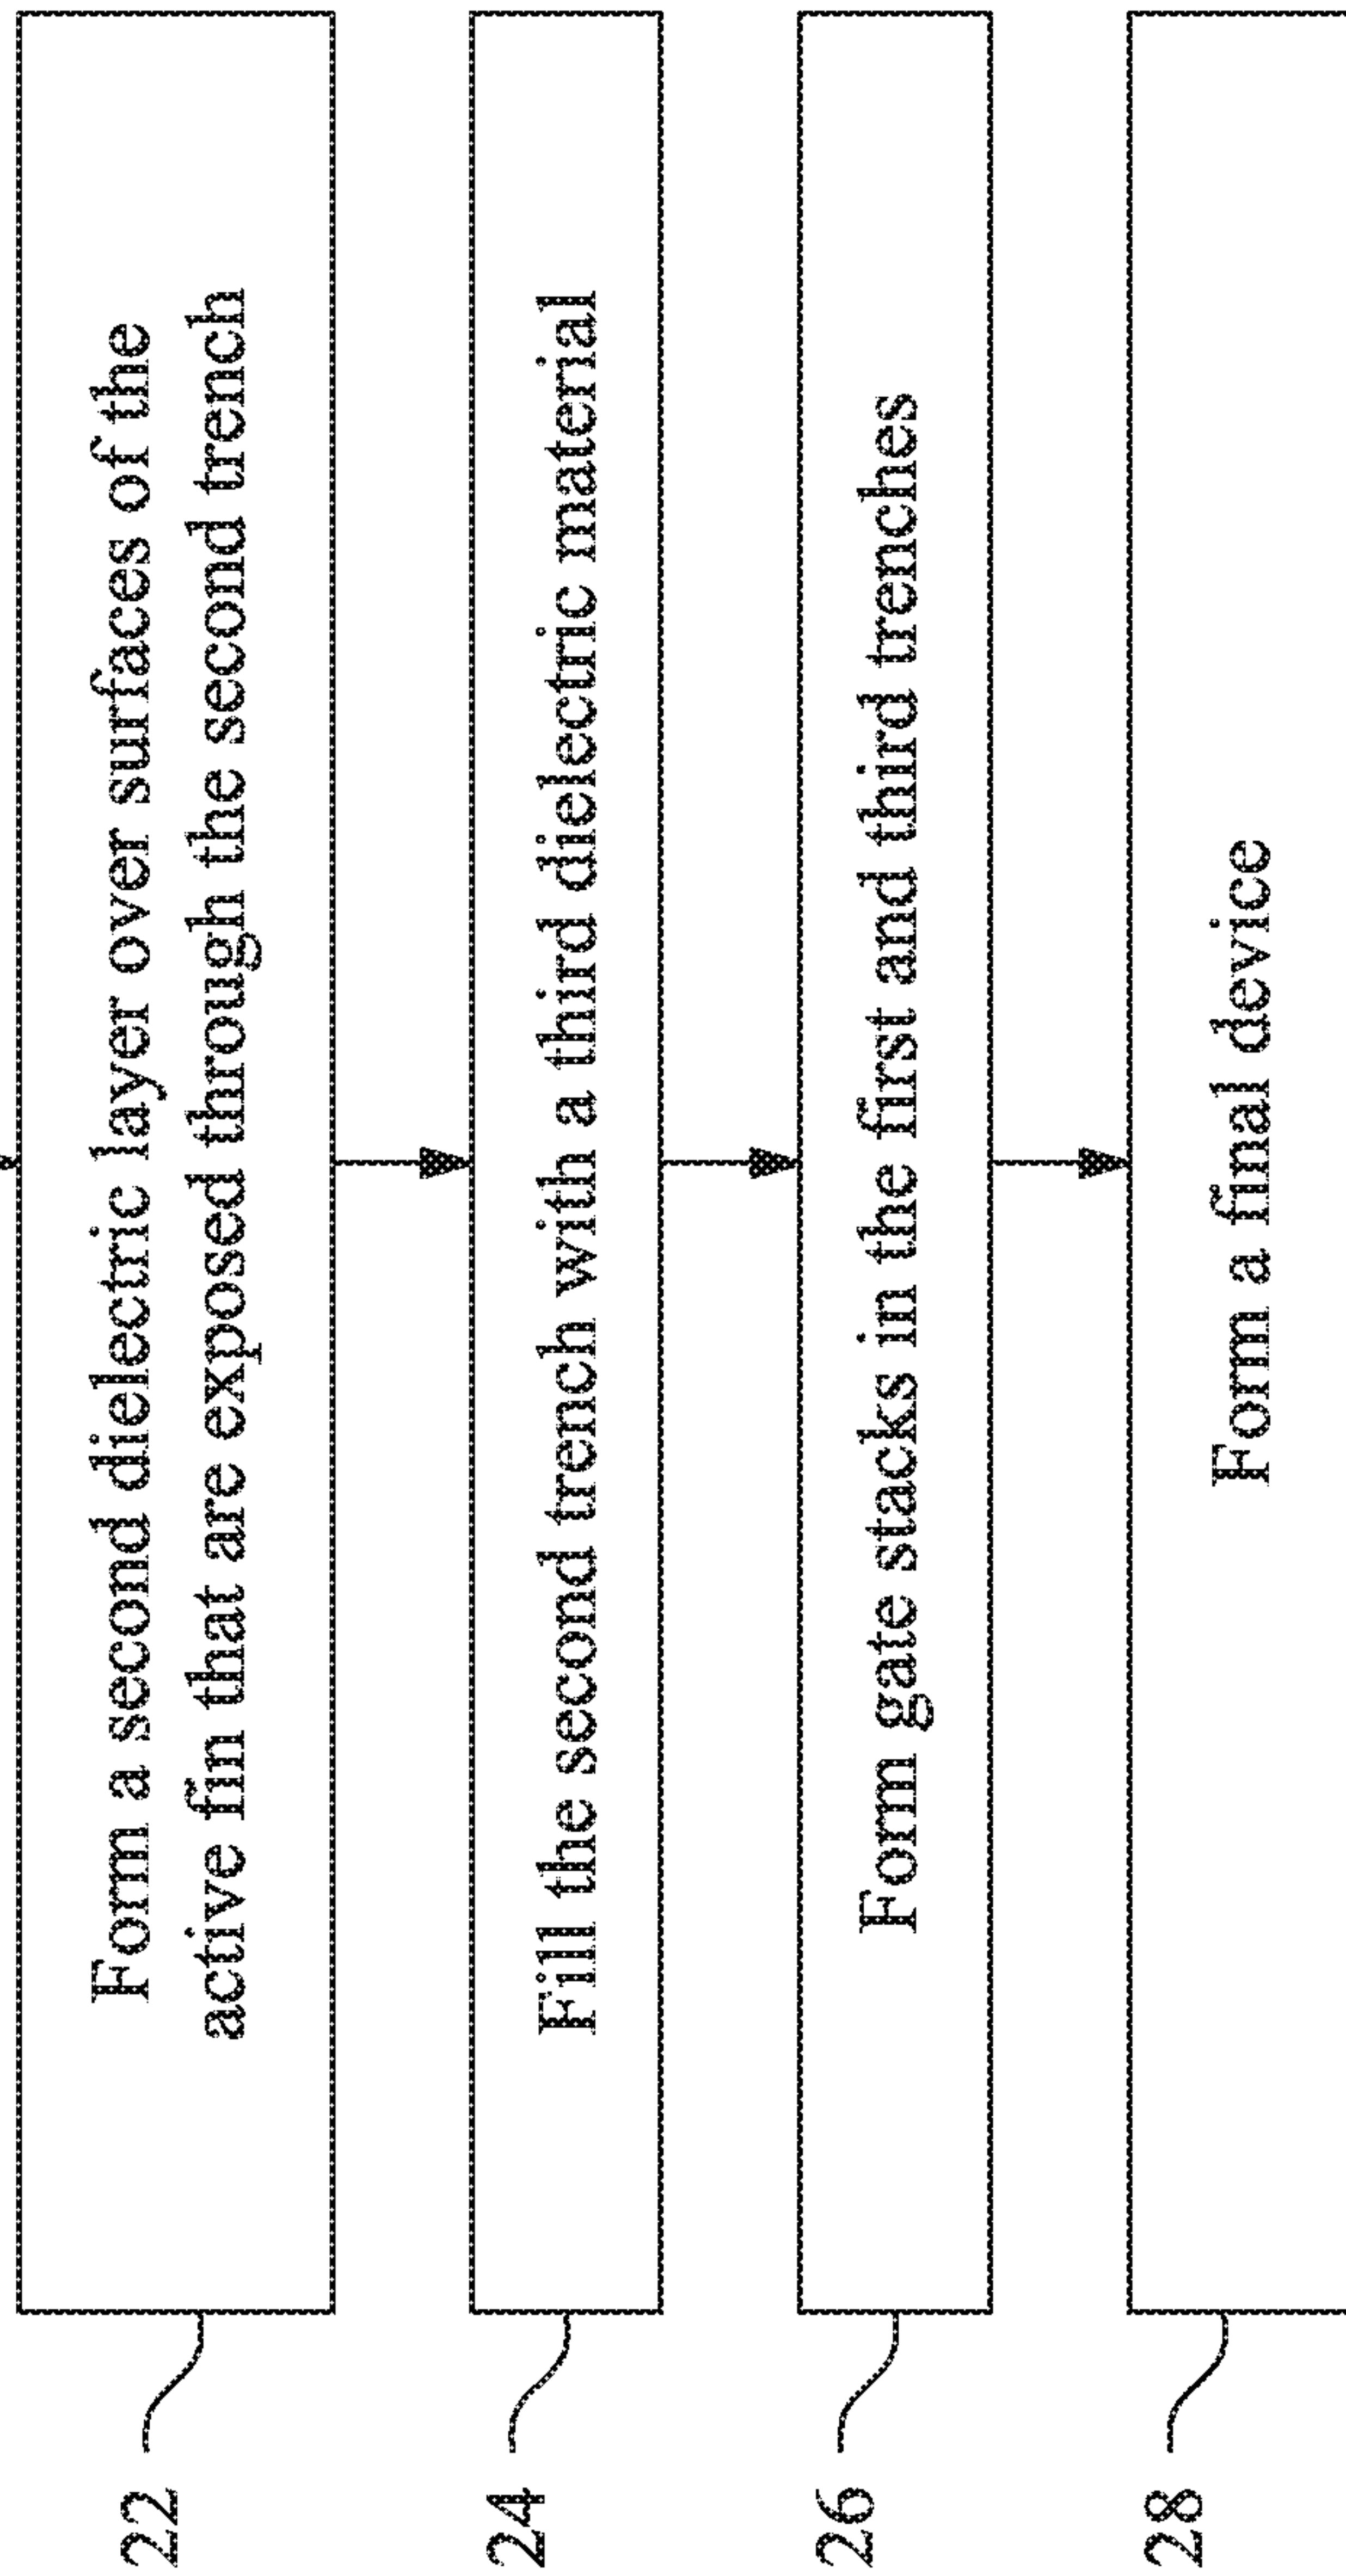 22
Form a second dielectric layer over surfaces of the
active fin that are exposed through the second trench
24
Fill the second trench with a third dielectric material
26
Form gate stacks in the first and third trenches
28
Form a final device